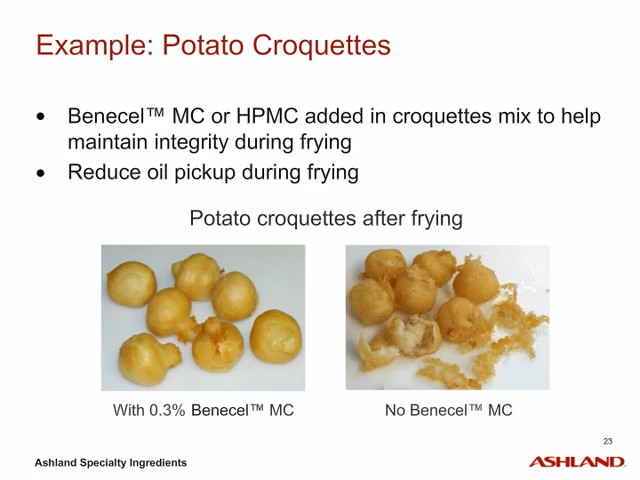 Example: Potato Croquettes
• Benecel™ MC or HPMC added in croquettes mix to help
maintain integrity during frying
• Reduce oil pickup during frying
Potato croquettes after frying
With 0.3% Benecel™ MC
No Benecel™ MC
23
Ashland Specialty Ingredients
ASHLAND